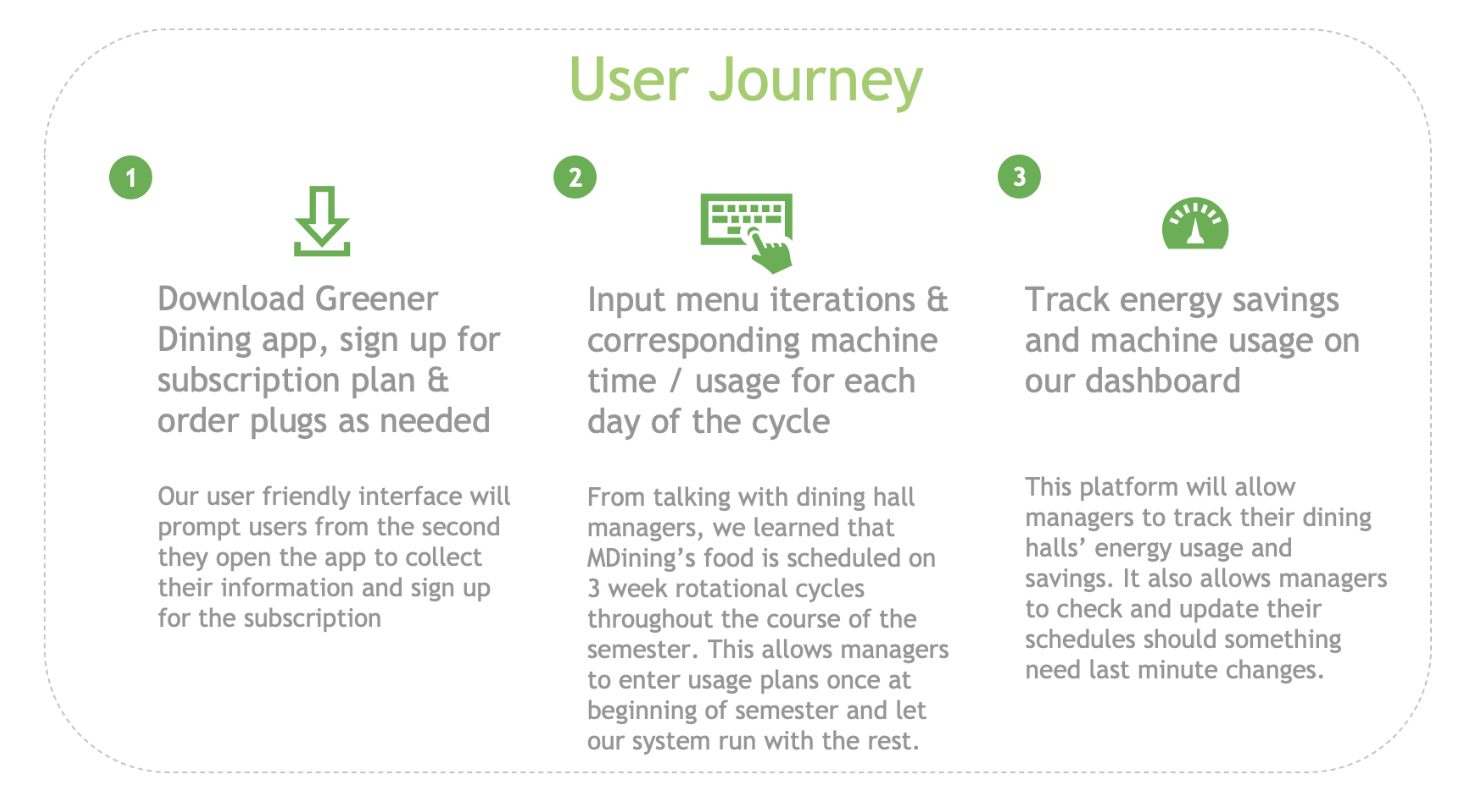 User Journey
1
Download Greener
Dining app, sign up for
subscription plan &
order plugs as needed
Our user friendly interface will
prompt users from the second
they open the app to collect
their information and sign up
for the subscription
2
Input menu iterations &
corresponding machine
time / usage for each
day of the cycle
From talking with dining hall
managers, we learned that
MDining’s food is scheduled on
3 week rotational cycles
throughout the course of the
semester. This allows managers
to enter usage plans once at
beginning of semester and let
our system run with the rest.
3
Track energy savings
and machine usage on
our dashboard
This platform will allow
managers to track their dining
halls’ energy usage and
savings. It also allows managers
to check and update their
schedules should something
need last minute changes.